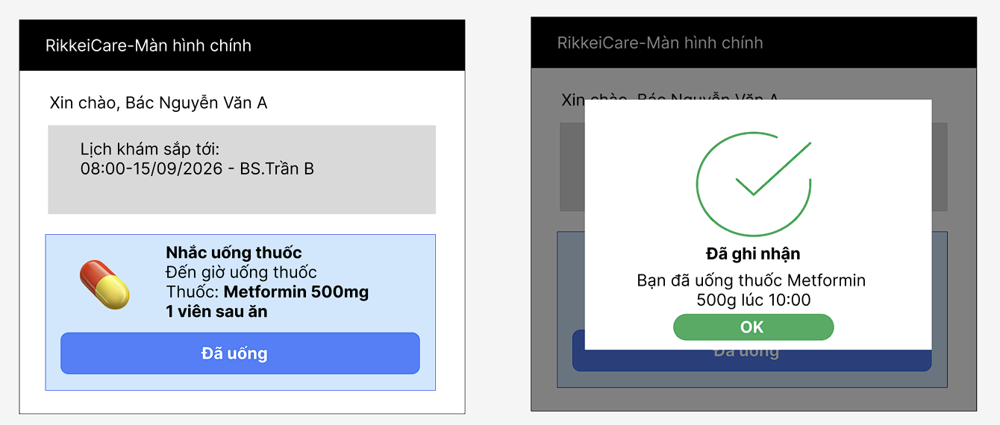 RikkeiCare-Màn hình chính
Xin chào, Bác Nguyễn Văn A
Lịch khám sắp tới:
08:00-15/09/2026 - BS.Trần B
Nhắc uống thuốc
Đến giờ uống thuốc
Thuốc: Metformin 500mg
1 viên sau ăn
Đã uống
RikkeiCare-Màn hình chính
Xin chào, Bác Nguyễn Văn A
Đã ghi nhận
Bạn đã uống thuốc Metformin
500g lúc 10:00
OK
Đã uống